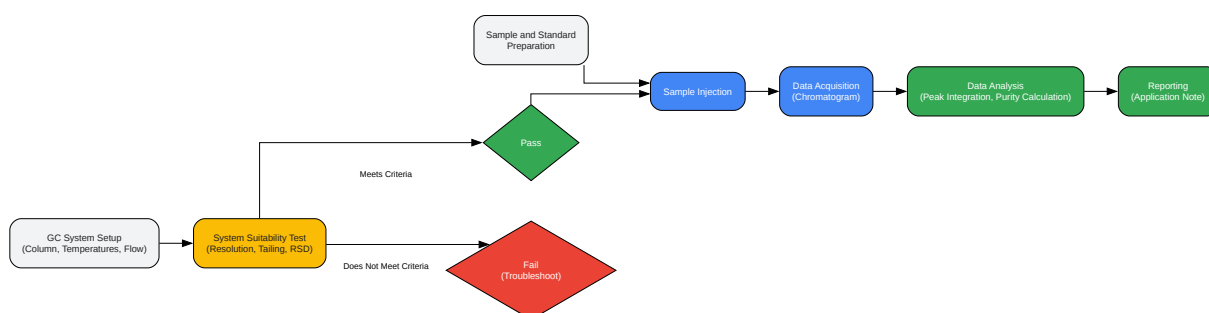 Sample and Standard
Preparation
Sample Injection
Data Acquisition
(Chromatogram)
Data Analysis
(Peak Integration, Purity Calculation)
Reporting
(Application Note)
Pass
Meets Criteria
GC System Setup
(Column, Temperatures, Flow)
System Suitability Test
(Resolution, Tailing, RSD)
Does Not Meet Criteria
Fail
(Troubleshoot)